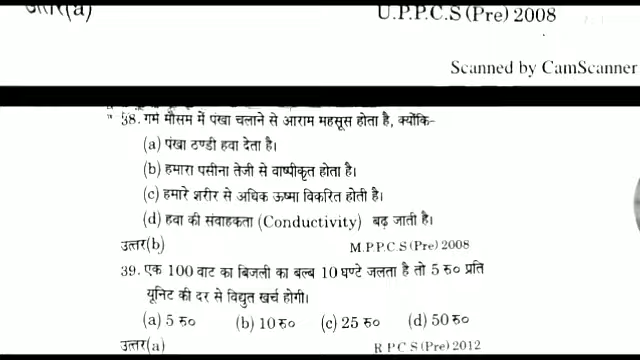 उत्तर(a)
U.P.P.C.S (Pre) 2008
Scanned by CamScanner
38. गर्म मौसम में पंखा चलाने से आराम महसूस होता है, क्योंकि-
(a) पंखा ठण्डी हवा देता है।
(b) हमारा पसीना तेजी से वाष्पीकृत होता है।
(c) हमारे शरीर से अधिक ऊष्मा विकरित होती है।
(d) हवा की संवाहकता (Conductivity) बढ़ जाती है।
उत्तर(b)
M.P.P.C.S (Pre) 2008
39. एक 100 वाट का बिजली का बल्ब 10 घण्टे जलता है तो 5 रु० प्रति
यूनिट की दर से विद्युत खर्च होगी।
(a) 5 रु० (b) 10 रु० (c) 25 रु० (d) 50 रु०
उत्तर(a)
R P C S (Pre) 2012